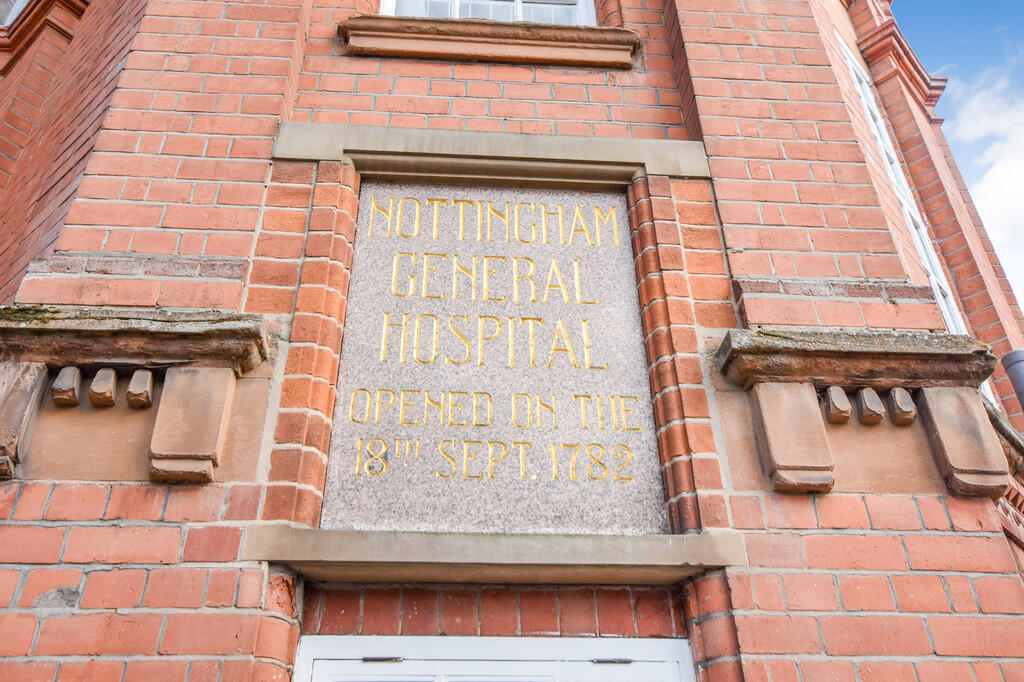 NOTTINGHAM
GENERAL
HOSPITAL
OPENED ON THE
18TH SEPT. 1782